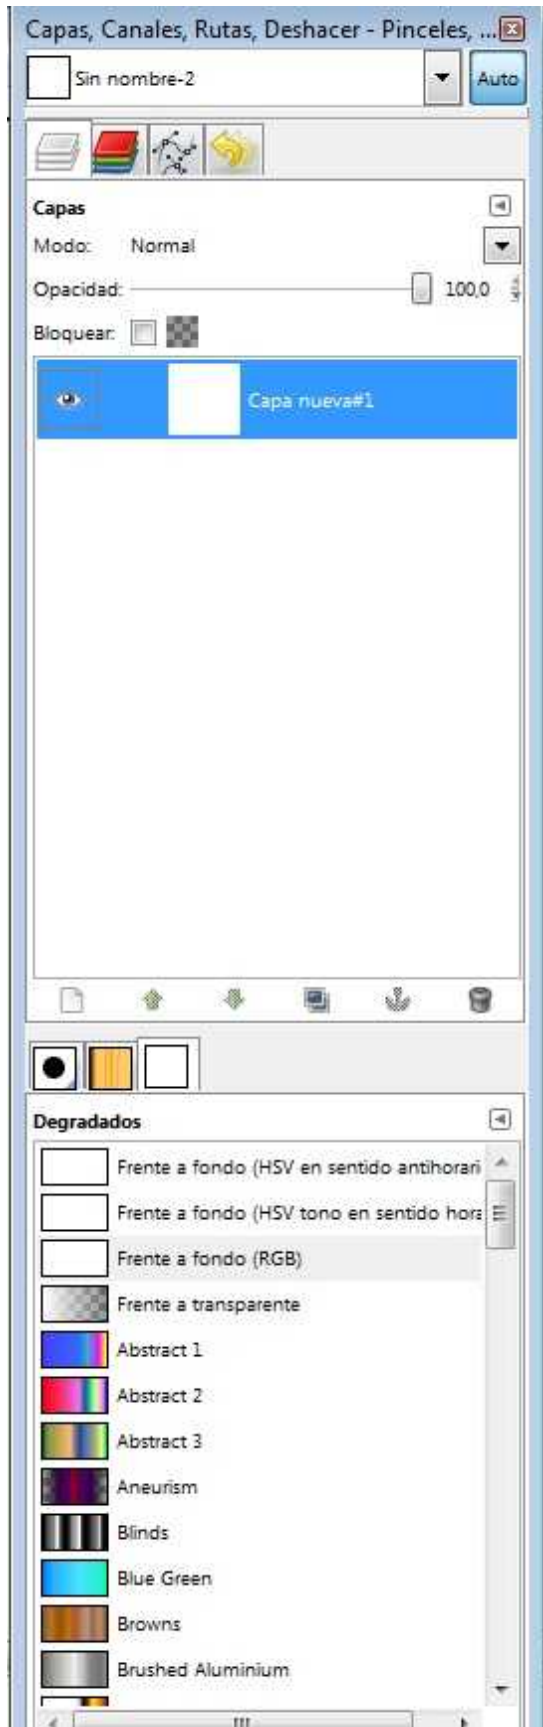 Capas, Canales, Rutas, Deshacer - Pinceles, ...
Sin nombre-2
Auto
Capas
Modo: Normal
Opacidad: 100,0
Bloquear:
Capa nueva#1
Degradados
Frente a fondo (HSV en sentido antihorari
Frente a fondo (HSV tono en sentido hora
Frente a fondo (RGB)
Frente a transparente
Abstract 1
Abstract 2
Abstract 3
Aneurism
Blinds
Blue Green
Browns
Brushed Aluminium